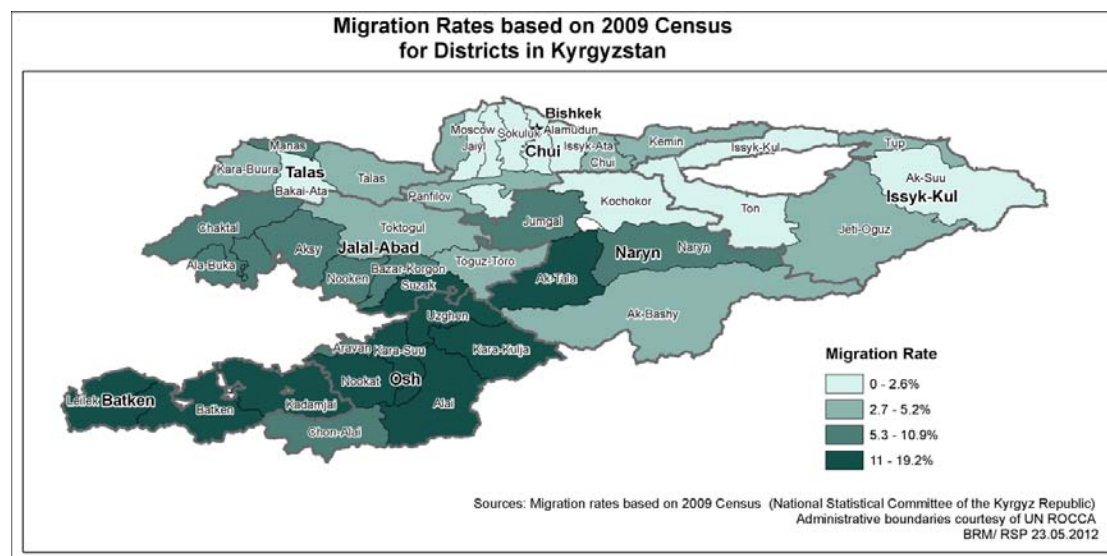 Migration Rates based on 2009 Census
for Districts in Kyrgyzstan
Bishkek
Moscow
Sokuluk
Alamudun
Jaiyl
Chui
Issyk-Ata
Chui
Kemin
Issyk-Kul
Tup
Manas
Kara-Buura
Talas
Talas
Bakai-Ata
Panfilov
Ak-Suu
Issyk-Kul
Kochokor
Ton
Jeti-Oguz
Chaktal
Toktogul
Jumgal
Aksy
Jalal-Abad
Naryn
Naryn
Ala-Buka
Nooken
Bazar-Korgon
Toguz-Toro
Suzak
Ak-Tala
Uzghen
Ak-Bashy
Aravan
Kara-Suu
Kara-Kulja
Nookat
Osh
Leilek
Batken
Batken
Kadamjai
Alai
Chon-Alai
Migration Rate
0 - 2.6%
2.7 - 5.2%
5.3 - 10.9%
11 - 19.2%
Sources: Migration rates based on 2009 Census (National Statistical Committee of the Kyrgyz Republic)
Administrative boundaries courtesy of UN ROCCA
BRM/ RSP 23.05.2012